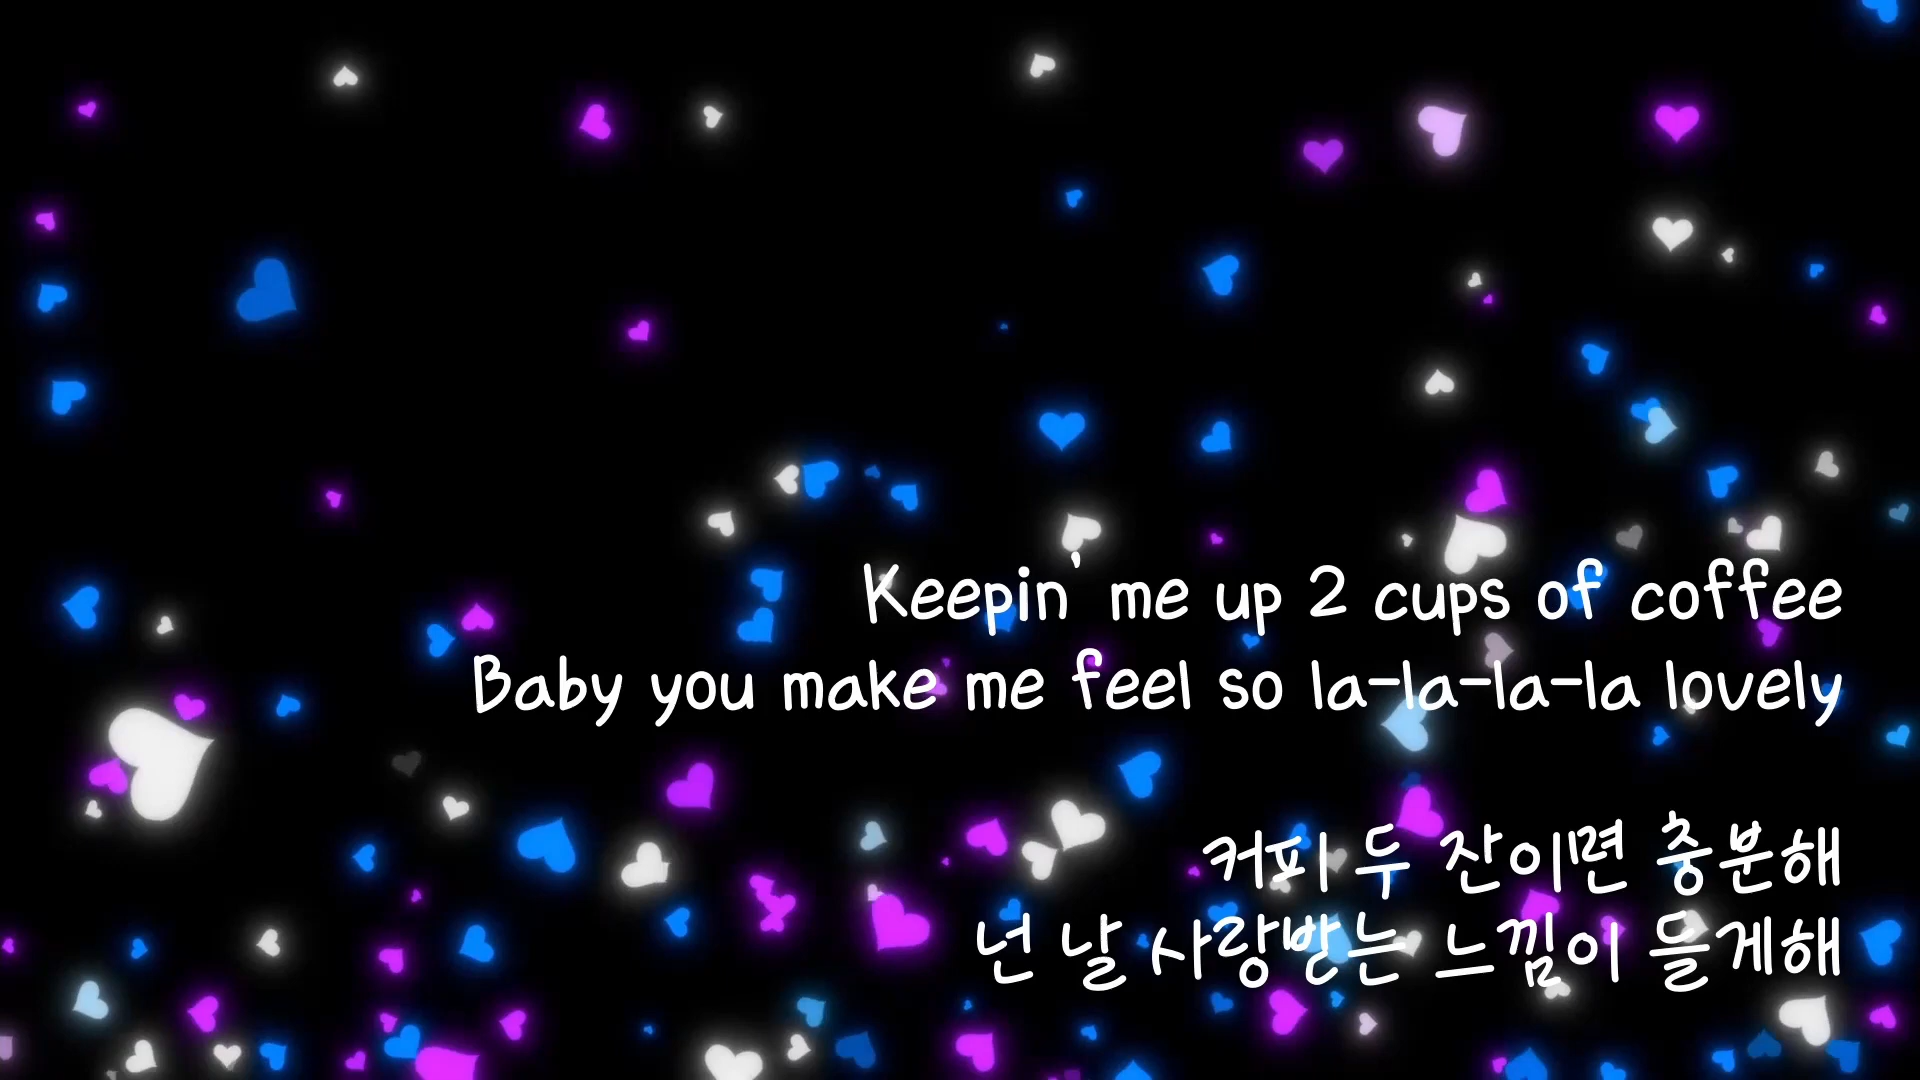 Keepin' me up 2 cups of coffee
Baby you make me feel so la-la-la-la lovely
커피 두 잔이면 충분해
넌 날 사랑받는 느낌이 들게해